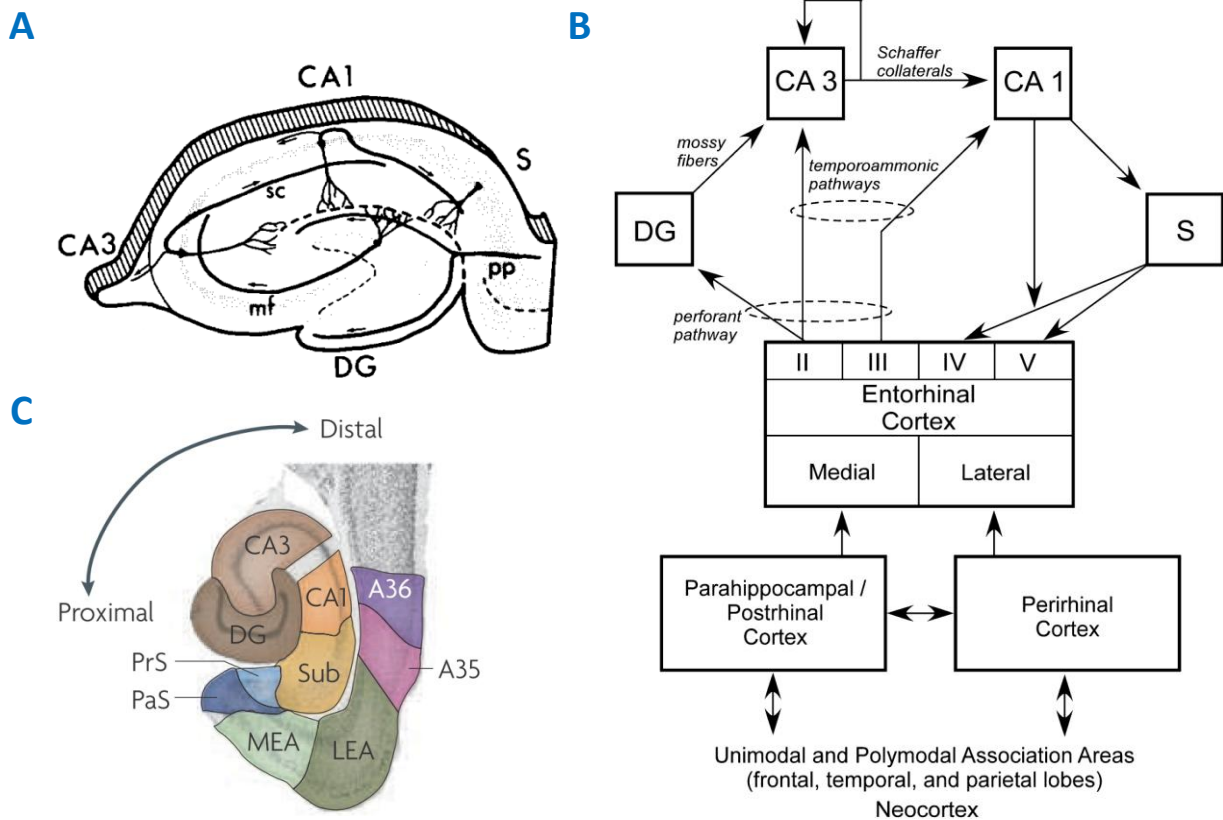 A
CA1
S
CA3
sc
pp
mf
DG
B
CA 3
Schaffer
collaterals
CA 1
mossy
fibers
temporoammonic
pathways
DG
S
perforant
pathway
II
III
IV
V
Entorhinal
Cortex
Medial
Lateral
Parahippocampal /
Postrhinal
Cortex
Perirhinal
Cortex
Unimodal and Polymodal Association Areas
(frontal, temporal, and parietal lobes)
Neocortex
C
Distal
Proximal
CA3
CA1
A36
DG
PrS
Sub
A35
PaS
MEA
LEA